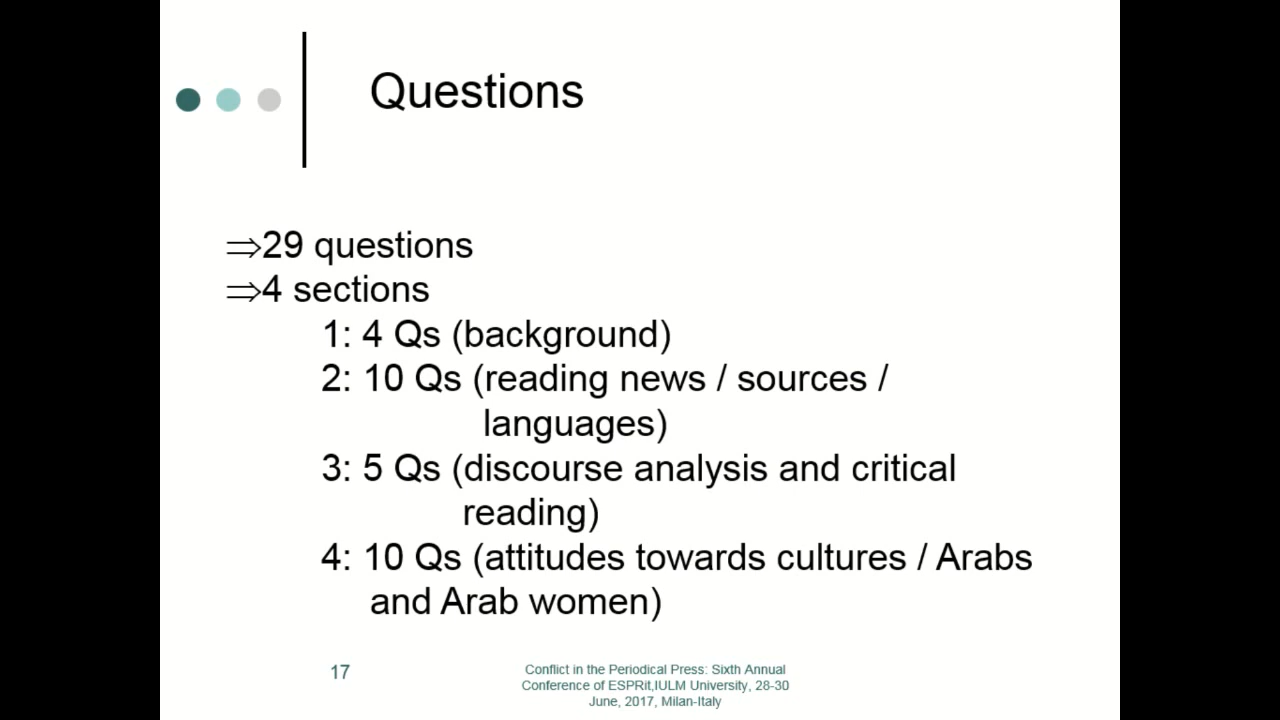 Questions
⇒29 questions
⇒4 sections
1: 4 Qs (background)
2: 10 Qs (reading news / sources /
languages)
3: 5 Qs (discourse analysis and critical
reading)
4: 10 Qs (attitudes towards cultures / Arabs
and Arab women)
17
Conflict in the Periodical Press: Sixth Annual
Conference of ESPRit,IULM University, 28-30
June, 2017, Milan-Italy